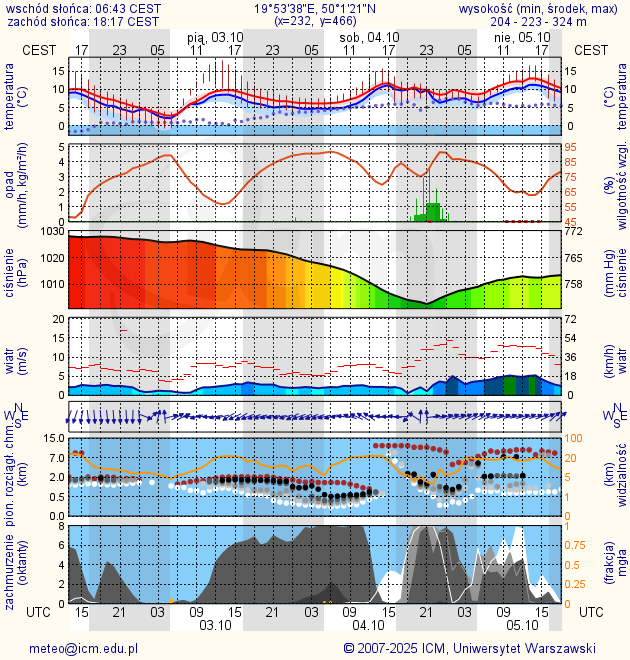 wschód słońca: 06:43 CEST 19°53'38"E, 50°1'21"N wysokość (min, środek, max)
zachód słońca: 18:17 CEST (x=232, y=466) 204 - 223 - 324 m
pią, 03.10 sob, 04.10 nie, 05.10
CEST 17 23 05 11 17 23 05 11 17 23 05 11 17 CEST
temperatura (°C) 15 10 5 0 15 10 5 0 temperatura (°C)
opad (mm/h, kg/m²/h) 5 4 3 2 1 0 95 85 75 65 55 45 (%) wilgotność wzgl.
ciśnienie (hPa) 1030 1020 1010 772 765 758 (mm Hg) ciśnienie
wiatr (m/s) 20 15 10 5 0 72 54 36 18 0 (km/h) wiatr
N W E S N W E S
pion. rozciągł. chm. (km) 15.0 7.0 2.0 0.5 0.0 100 20 5 1 0 (km) widzialność
zachmurzenie (oktanty) 8 6 4 2 0 1 0.75 0.5 0.25 0 (frakcja) mgła
UTC 15 21 03 09 15 21 03 09 15 21 03 09 15 UTC
03.10 04.10 05.10
meteo@icm.edu.pl © 2007-2025 ICM, Uniwersytet Warszawski